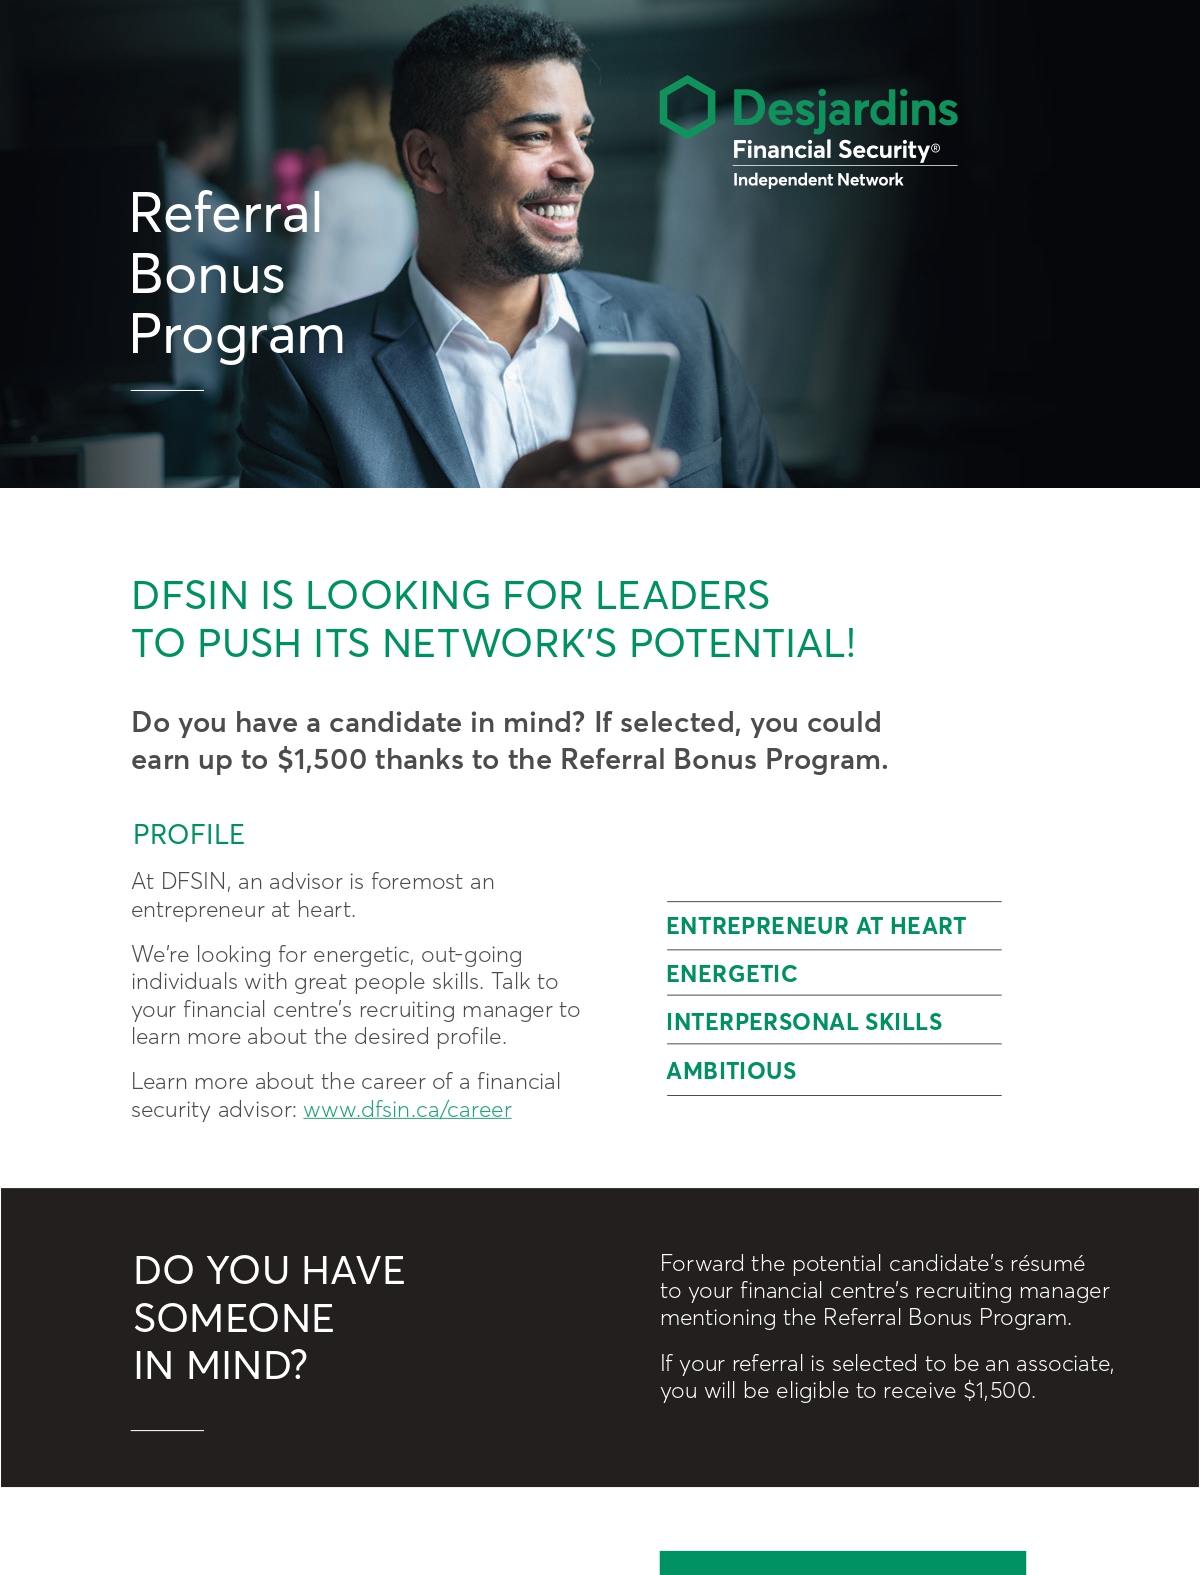 Desjardins
Financial Security®
Independent Network
Referral
Bonus
Program
DFSIN IS LOOKING FOR LEADERS
TO PUSH ITS NETWORK'S POTENTIAL!
Do you have a candidate in mind? If selected, you could
earn up to $1,500 thanks to the Referral Bonus Program.
PROFILE
At DFSIN, an advisor is foremost an
entrepreneur at heart.
We're looking for energetic, out-going
individuals with great people skills. Talk to
your financial centre's recruiting manager to
learn more about the desired profile.
Learn more about the career of a financial
security advisor: www.dfsin.ca/career
ENTREPRENEUR AT HEART
ENERGETIC
INTERPERSONAL SKILLS
AMBITIOUS
DO YOU HAVE
SOMEONE
IN MIND?
Forward the potential candidate's résumé
to your financial centre's recruiting manager
mentioning the Referral Bonus Program.
If your referral is selected to be an associate,
you will be eligible to receive $1,500.